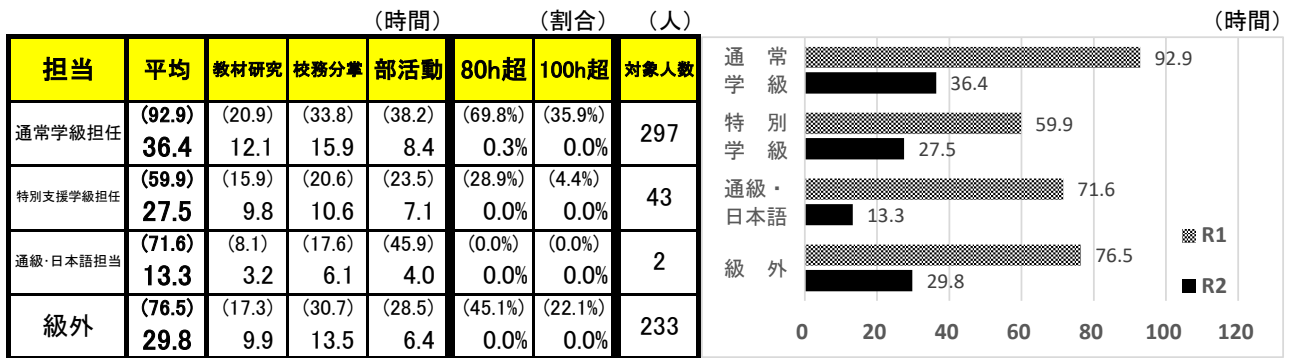 （時間） （割合） （人）
担当 平均 教材研究 校務分掌 部活動 80h超 100h超 対象人数
通常学級担任 (92.9) (20.9) (33.8) (38.2) (69.8%) (35.9%) 297
36.4 12.1 15.9 8.4 0.3% 0.0%
特別支援学級担任 (59.9) (15.9) (20.6) (23.5) (28.9%) (4.4%) 43
27.5 9.8 10.6 7.1 0.0% 0.0%
通級･日本語担当 (71.6) (8.1) (17.6) (45.9) (0.0%) (0.0%) 2
13.3 3.2 6.1 4.0 0.0% 0.0%
級外 (76.5) (17.3) (30.7) (28.5) (45.1%) (22.1%) 233
29.8 9.9 13.5 6.4 0.0% 0.0%
（時間）
通 常 92.9
学 級 36.4
特 別 59.9
学 級 27.5
通級・ 71.6
日本語 13.3
級 外 76.5
29.8
R1
R2
0 20 40 60 80 100 120